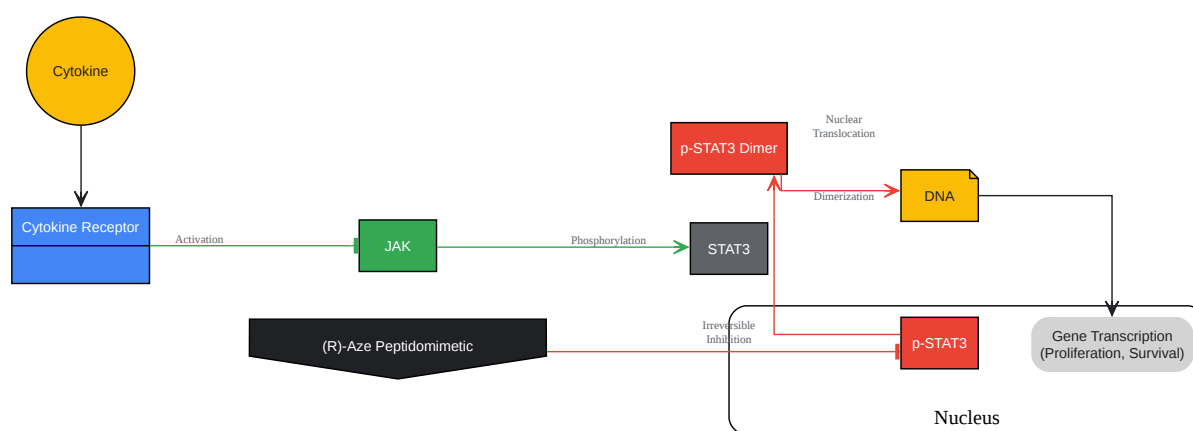 Cytokine
Nuclear
Translocation
p-STAT3 Dimer
DNA
Dimerization
Cytokine Receptor
Activation
JAK
Phosphorylation
STAT3
Irreversible
Inhibition
(R)-Aze Peptidomimetic
p-STAT3
Gene Transcription
(Proliferation, Survival)
Nucleus